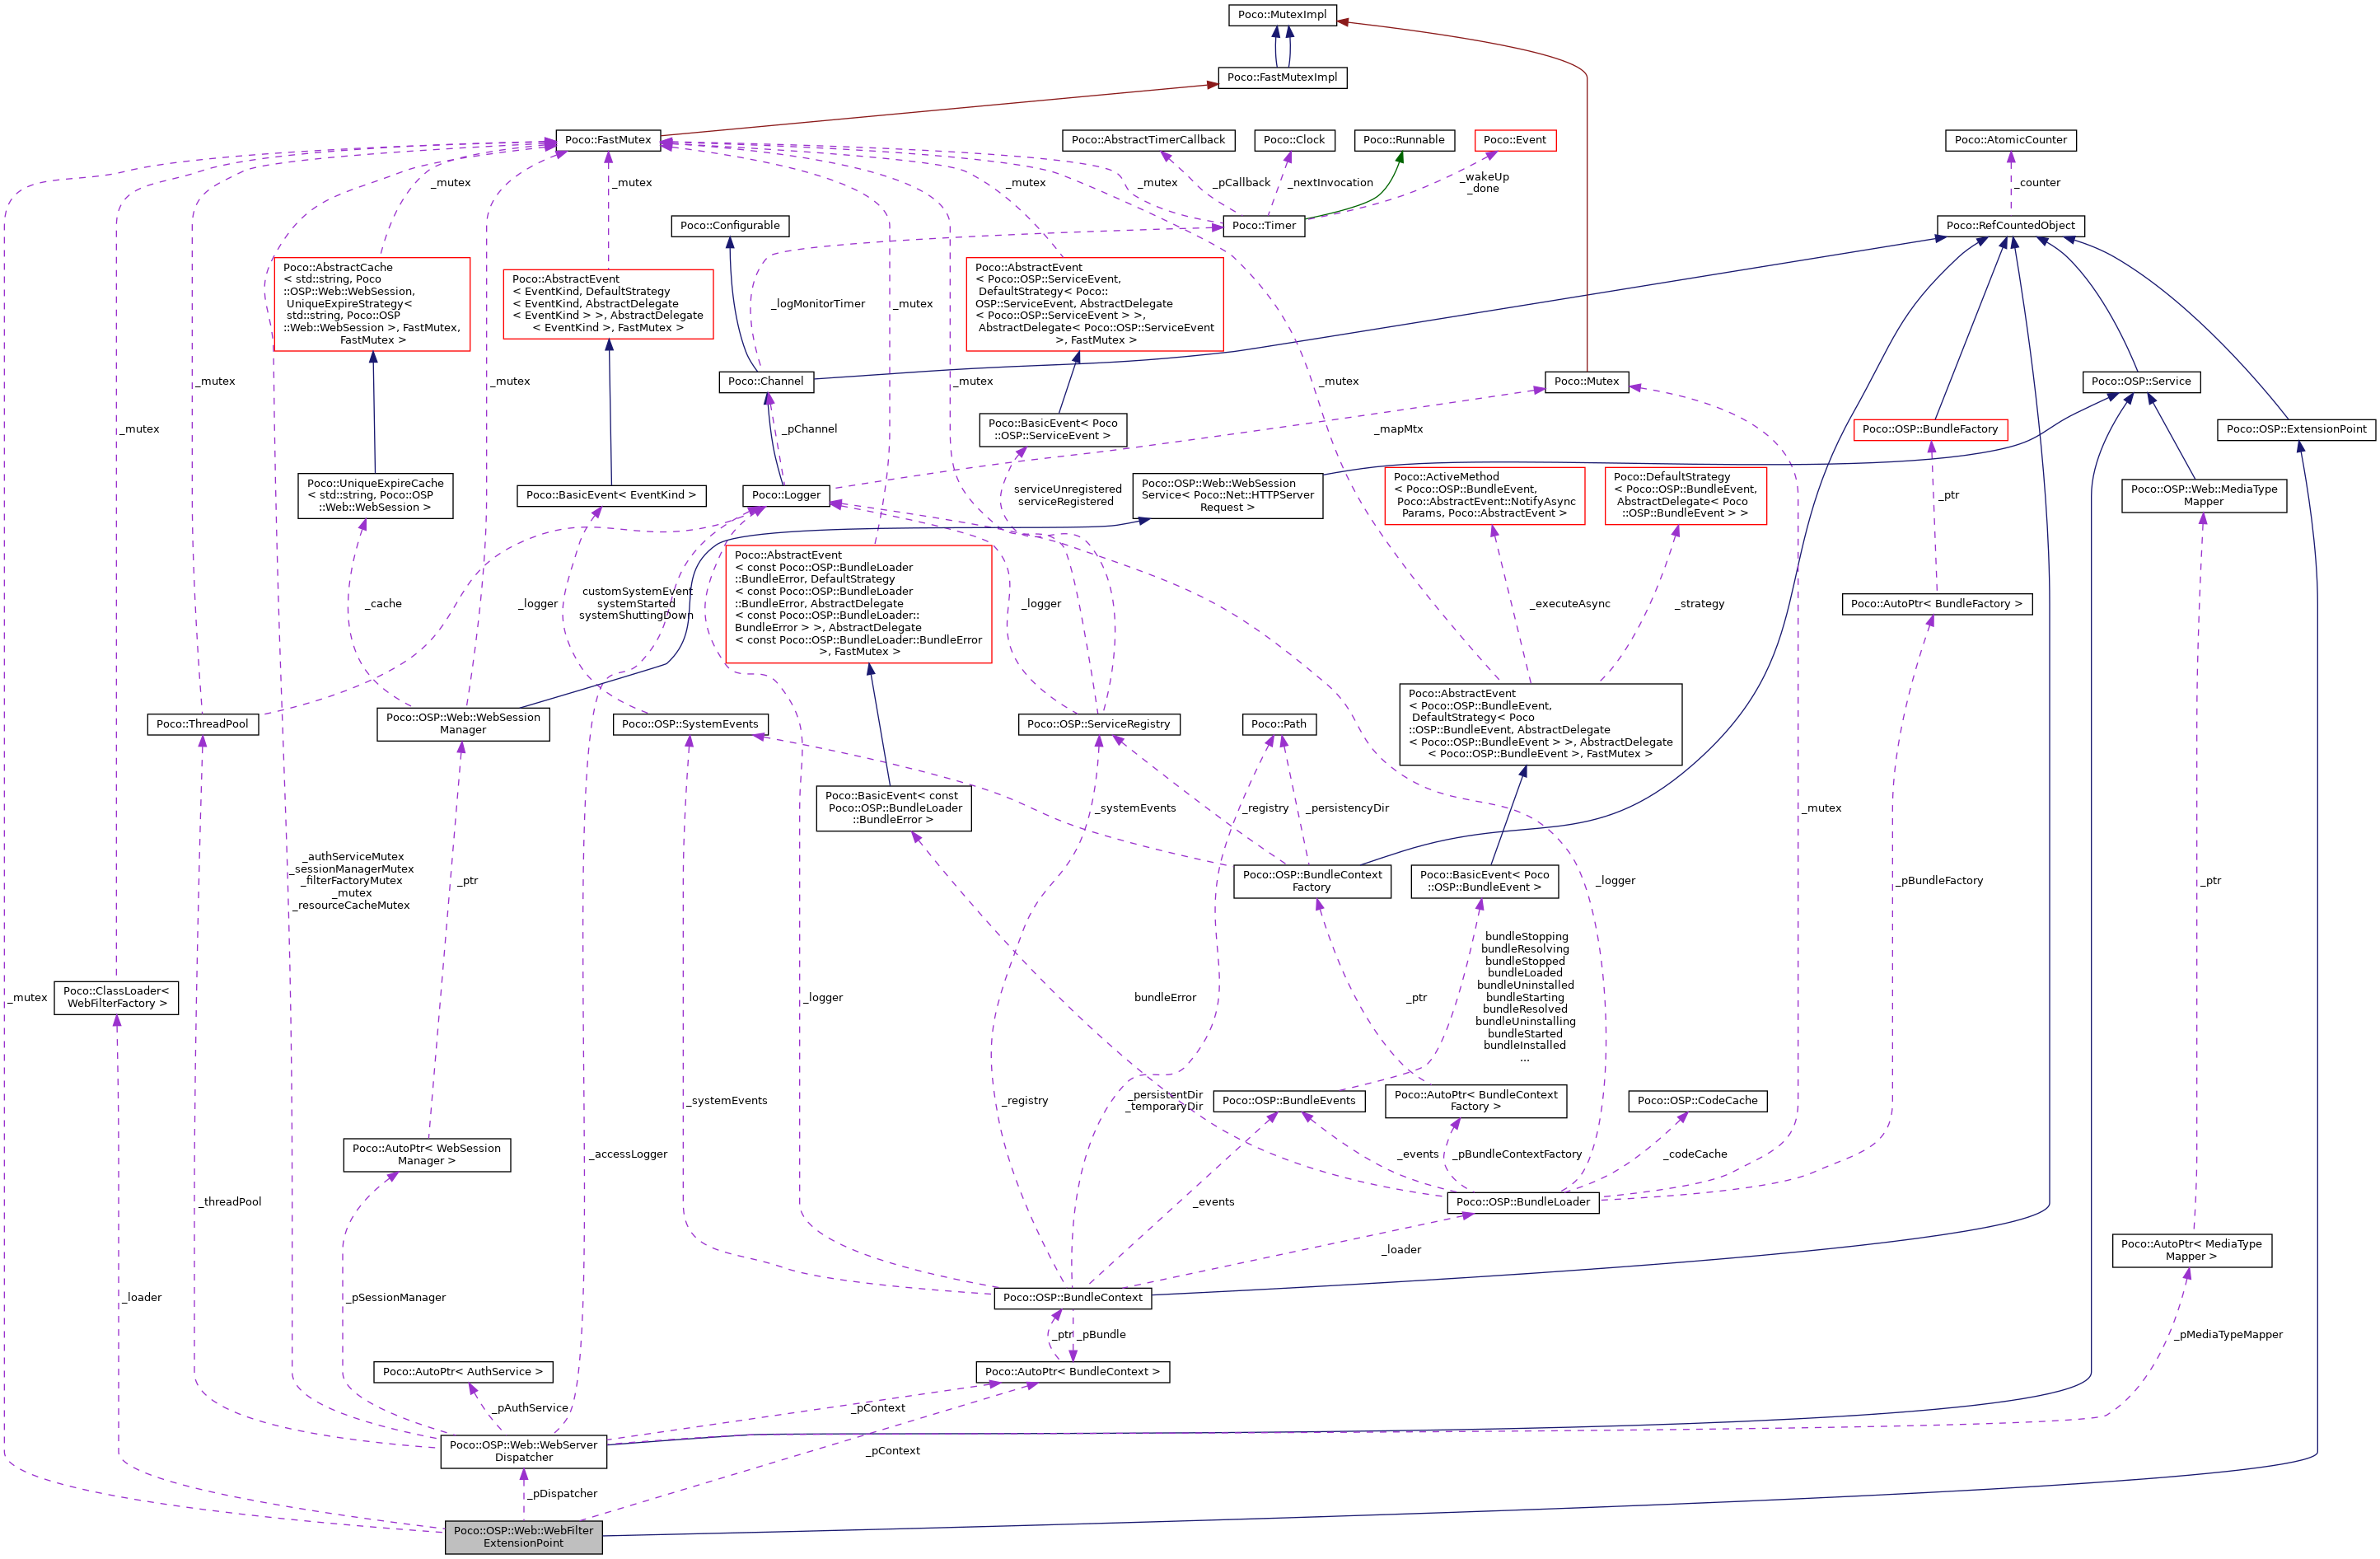 Poco::MutexImpl
Poco::FastMutexImpl
Poco::FastMutex
Poco::AbstractTimerCallback
Poco::Clock
Poco::Runnable
Poco::Event
Poco::AtomicCounter
_mutex
_mutex
_mutex
_mutex
_pCallback
_nextInvocation
_wakeUp
_done
_counter
Poco::Configurable
Poco::Timer
Poco::RefCountedObject
Poco::AbstractCache
< std::string, Poco
::OSP::Web::WebSession,
UniqueExpireStrategy<
std::string, Poco::OSP
::Web::WebSession >, FastMutex,
FastMutex >
Poco::AbstractEvent
< EventKind, DefaultStrategy
< EventKind, AbstractDelegate
< EventKind > >, AbstractDelegate
< EventKind >, FastMutex >
_logMonitorTimer
_mutex
Poco::AbstractEvent
< Poco::OSP::ServiceEvent,
DefaultStrategy< Poco::
OSP::ServiceEvent, AbstractDelegate
< Poco::OSP::ServiceEvent > >,
AbstractDelegate< Poco::OSP::ServiceEvent
>, FastMutex >
_mutex
_mutex
Poco::Channel
_mutex
_mutex
Poco::Mutex
Poco::OSP::Service
_mutex
_pChannel
Poco::BasicEvent< Poco
::OSP::ServiceEvent >
_mapMtx
Poco::OSP::BundleFactory
Poco::OSP::ExtensionPoint
Poco::UniqueExpireCache
< std::string, Poco::OSP
::Web::WebSession >
Poco::BasicEvent< EventKind >
Poco::Logger
serviceUnregistered
serviceRegistered
Poco::OSP::Web::WebSession
Service< Poco::Net::HTTPServer
Request >
Poco::ActiveMethod
< Poco::OSP::BundleEvent,
Poco::AbstractEvent::NotifyAsync
Params, Poco::AbstractEvent >
Poco::DefaultStrategy
< Poco::OSP::BundleEvent,
AbstractDelegate< Poco
::OSP::BundleEvent > >
_ptr
Poco::OSP::Web::MediaType
Mapper
_cache
_logger
customSystemEvent
systemStarted
systemShuttingDown
Poco::AbstractEvent
< const Poco::OSP::BundleLoader
::BundleError, DefaultStrategy
< const Poco::OSP::BundleLoader
::BundleError, AbstractDelegate
< const Poco::OSP::BundleLoader::
BundleError > >, AbstractDelegate
< const Poco::OSP::BundleLoader::BundleError
>, FastMutex >
_logger
_executeAsync
_strategy
Poco::AutoPtr< BundleFactory >
Poco::ThreadPool
Poco::OSP::Web::WebSession
Manager
Poco::OSP::SystemEvents
Poco::OSP::ServiceRegistry
Poco::Path
Poco::AbstractEvent
< Poco::OSP::BundleEvent,
DefaultStrategy< Poco
::OSP::BundleEvent, AbstractDelegate
< Poco::OSP::BundleEvent > >, AbstractDelegate
< Poco::OSP::BundleEvent >, FastMutex >
Poco::BasicEvent< const
Poco::OSP::BundleLoader
::BundleError >
_systemEvents
_registry
_persistencyDir
_mutex
_authServiceMutex
_sessionManagerMutex
_filterFactoryMutex
_mutex
_resourceCacheMutex
_ptr
Poco::OSP::BundleContext
Factory
Poco::BasicEvent< Poco
::OSP::BundleEvent >
_logger
_pBundleFactory
_ptr
_mutex
Poco::ClassLoader<
WebFilterFactory >
_logger
bundleError
_ptr
bundleStopping
bundleResolving
bundleStopped
bundleLoaded
bundleUninstalled
bundleStarting
bundleResolved
bundleUninstalling
bundleStarted
bundleInstalled
...
_systemEvents
_registry
_persistentDir
_temporaryDir
Poco::OSP::BundleEvents
Poco::AutoPtr< BundleContext
Factory >
Poco::OSP::CodeCache
Poco::AutoPtr< WebSession
Manager >
_accessLogger
_events
_pBundleContextFactory
_codeCache
_threadPool
_events
Poco::OSP::BundleLoader
_loader
Poco::AutoPtr< MediaType
Mapper >
_loader
_pSessionManager
Poco::OSP::BundleContext
_ptr
_pBundle
_pMediaTypeMapper
Poco::AutoPtr< AuthService >
Poco::AutoPtr< BundleContext >
_pAuthService
_pContext
Poco::OSP::Web::WebServer
Dispatcher
_pContext
_pDispatcher
Poco::OSP::Web::WebFilter
ExtensionPoint